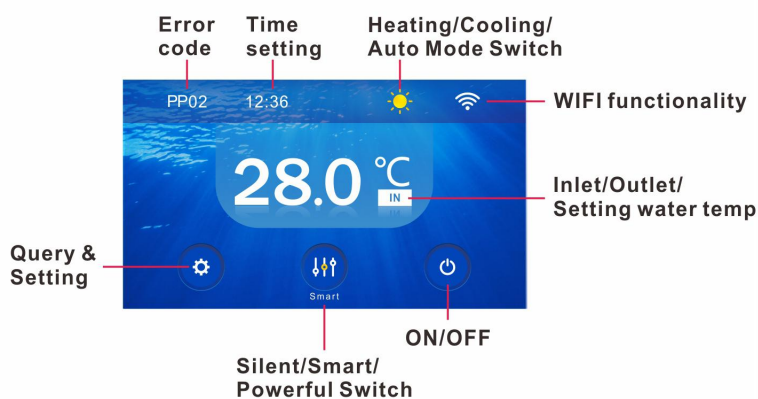 Error
code
Time
setting
Heating/Cooling/
Auto Mode Switch
PP02
12:36
WIFI functionality
28.0 °C
IN
Inlet/Outlet/
Setting water temp
Query &
Setting
Smart
ON/OFF
Silent/Smart/
Powerful Switch